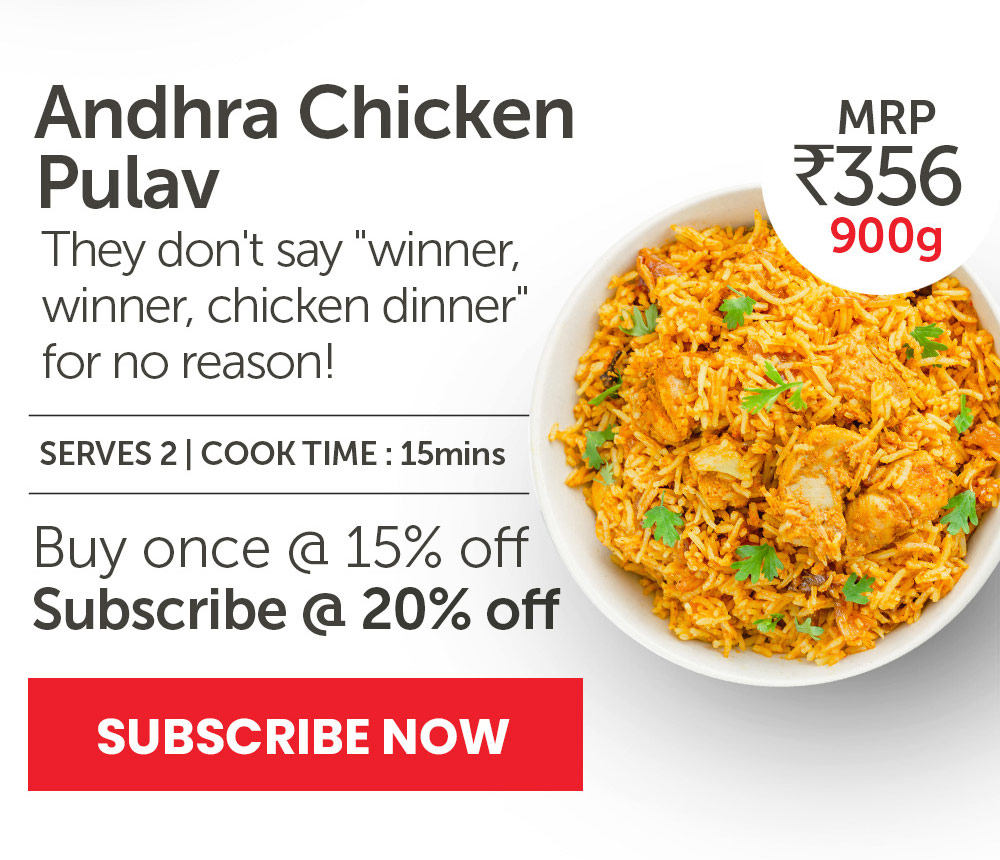 Andhra Chicken
Pulav
They don't say "winner,
winner, chicken dinner"
for no reason!
SERVES 2 | COOK TIME : 15mins
Buy once @ 15% off
Subscribe @ 20% off
SUBSCRIBE NOW
MRP
₹356
900g